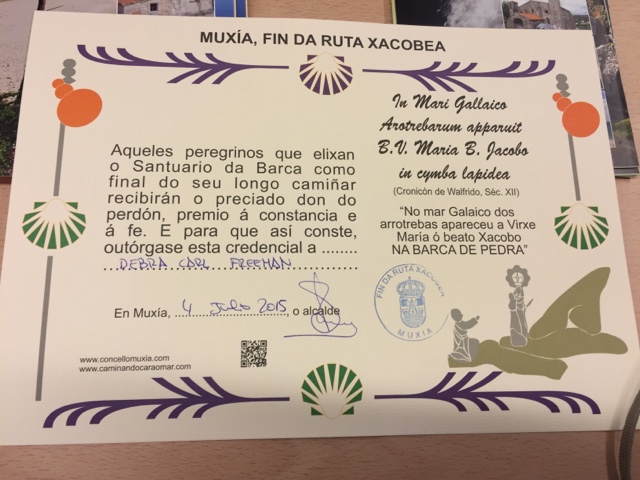 MUXÍA, FIN DA RUTA XACOBEA
Aqueles peregrinos que elixan
o Santuario da Barca como
final do seu longo camiñar
recibirán o preciado don do
perdón, premio á constancia e
á fe. E para que así conste,
outórgase esta credencial a ........
DEBRA CARL FREEMAN
En Muxía, 4 Julio 2015, o alcalde
www.concellomuxia.com
www.caminandocaraomar.com
In Mari Gallaico
Arotrebarum apparuit
B.V. Maria B. Jacobo
in cymba lapidea
(Cronicón de Walfrido, Séc. XII)
“No mar Galaico dos
arrotrebas apareceu a Virxe
María ó beato Xacobo
NA BARCA DE PEDRA”
FIN DA RUTA XACOBEA
MUXIA